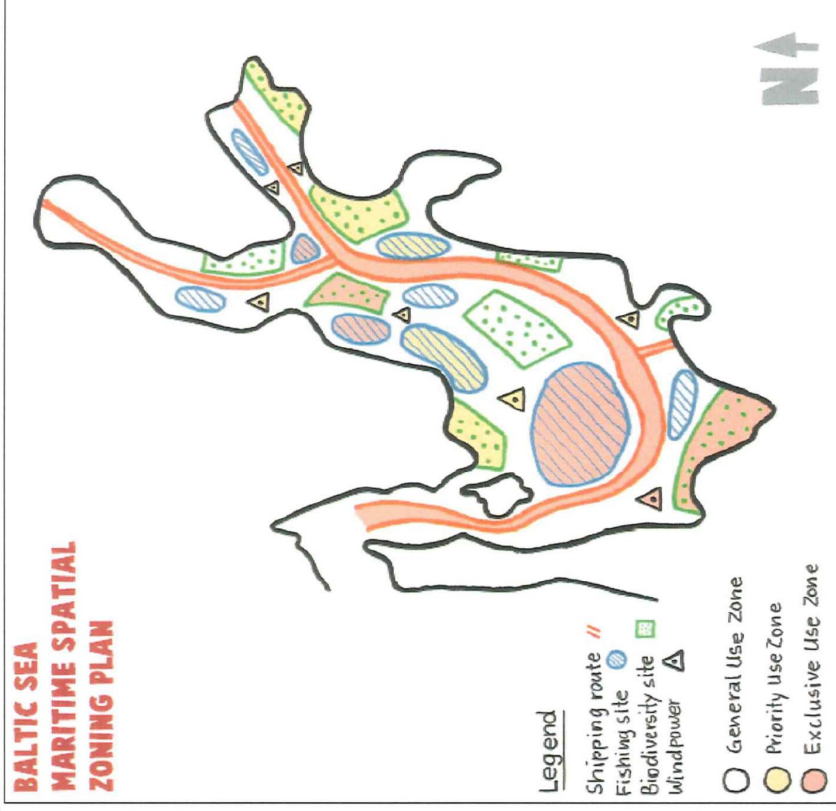 BALTIC SEA
MARITIME SPATIAL
ZONING PLAN
Legend
Shipping route
Fishing site
Biodiversity site
Windpower
General Use Zone
Priority Use Zone
Exclusive Use Zone
N